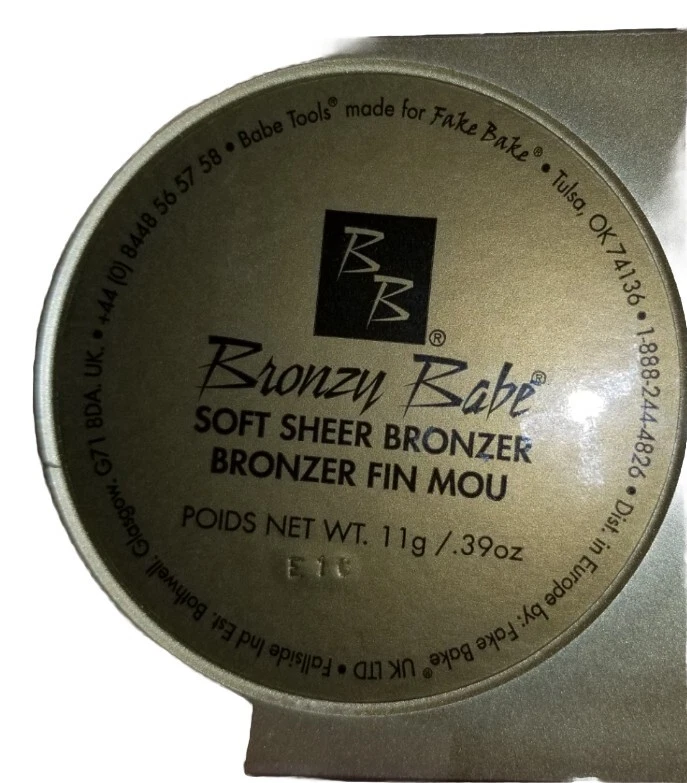 Babe Tools® made for Fake Bake® • Tulsa, OK 74136 • 1-888-244-4826 • Dist. in Europe by: Fake Bake® UK LTD • Fallside Ind Est. Bothwell. Glasgow. G71 8DA. UK. • +44 (0) 8448 56 57 58 •
B
B
®
Bronzy Babe®
SOFT SHEER BRONZER
BRONZER FIN MOU
POIDS NET WT. 11g /.39oz